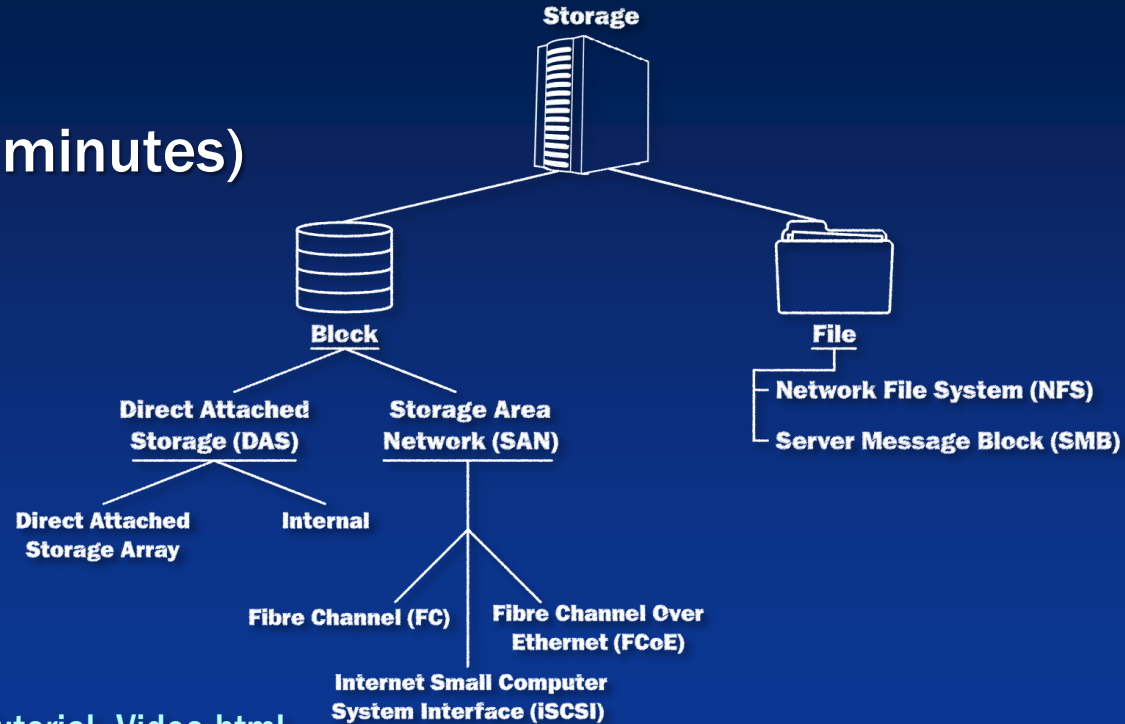 Storage
minutes)
Block
File
Direct Attached
Storage (DAS)
Storage Area
Network (SAN)
Network File System (NFS)
Server Message Block (SMB)
Direct Attached
Storage Array
Internal
Fibre Channel (FC)
Fibre Channel Over
Ethernet (FCoE)
Internet Small Computer
System Interface (iSCSI)
Video.html